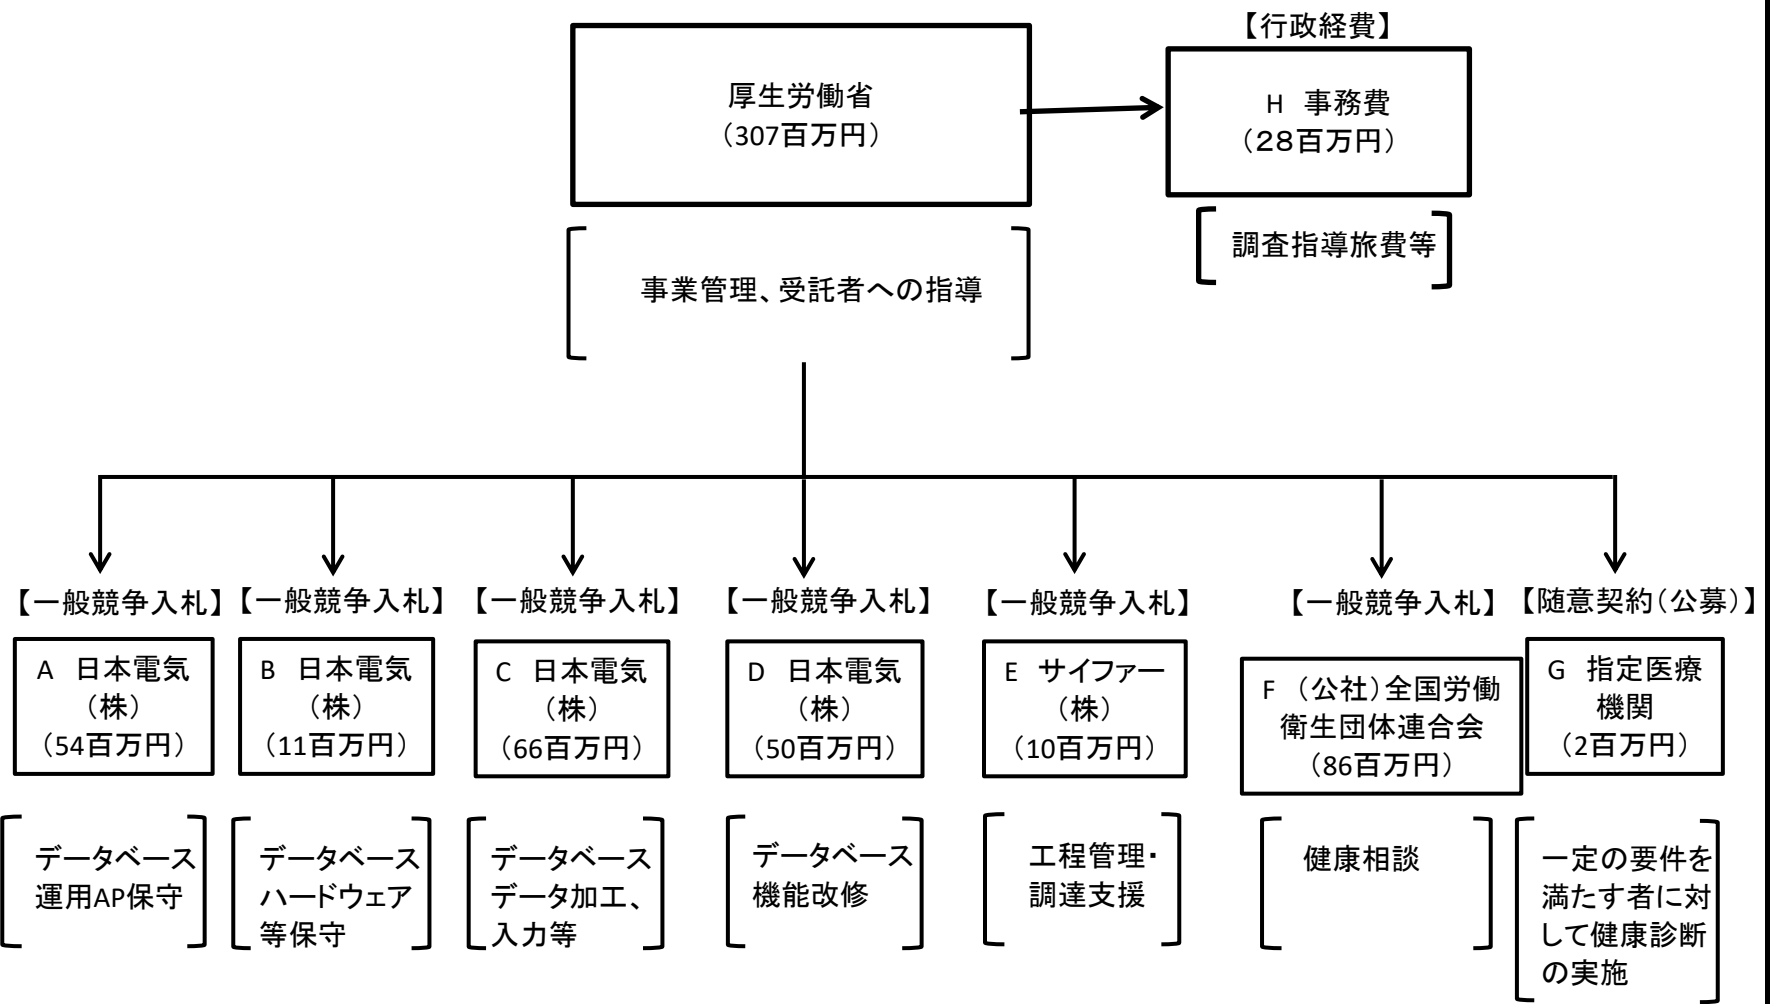 【行政経費】
厚生労働省
（307百万円）
H　事務費
（２８百万円）
調査指導旅費等
事業管理、受託者への指導
【一般競争入札】
A　日本電気
（株）
（54百万円）
データベース
運用AP保守
【一般競争入札】
B　日本電気
（株）
（11百万円）
データベース
ハードウェア
等保守
【一般競争入札】
C　日本電気
（株）
（66百万円）
データベース
データ加工、
入力等
【一般競争入札】
D　日本電気
（株）
（50百万円）
データベース
機能改修
【一般競争入札】
E　サイファー
（株）
（10百万円）
工程管理・
調達支援
【一般競争入札】
F　（公社）全国労働
衛生団体連合会
（86百万円）
健康相談
【随意契約（公募）】
G　指定医療
機関
（2百万円）
一定の要件を
満たす者に対
して健康診断
の実施